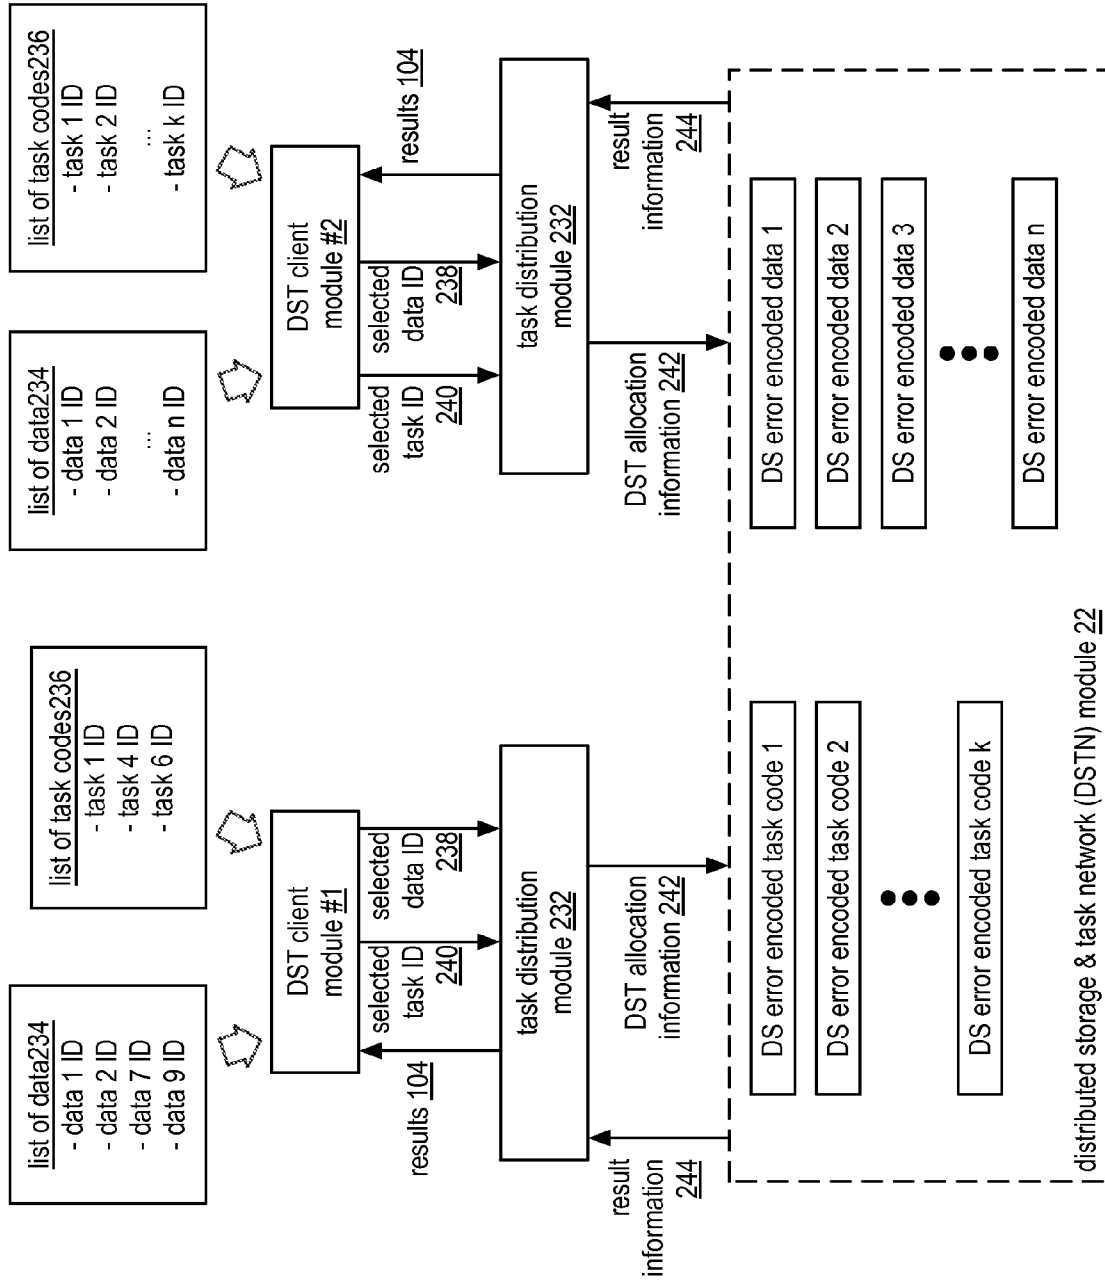 list of data234
- data 1 ID
- data 2 ID
- data 7 ID
- data 9 ID
list of task codes236
- task 1 ID
- task 4 ID
- task 6 ID
list of data234
- data 1 ID
- data 2 ID
...
- data n ID
list of task codes236
- task 1 ID
- task 2 ID
...
- task k ID
DST client
module #1
DST client
module #2
results 104
selected
task ID
240
selected
data ID
238
selected
task ID
240
selected
data ID
238
results 104
task distribution
module 232
task distribution
module 232
result
information
244
DST allocation
information 242
DST allocation
information 242
result
information
244
DS error encoded task code 1
DS error encoded task code 2
DS error encoded task code k
DS error encoded data 1
DS error encoded data 2
DS error encoded data 3
DS error encoded data n
distributed storage & task network (DSTN) module 22